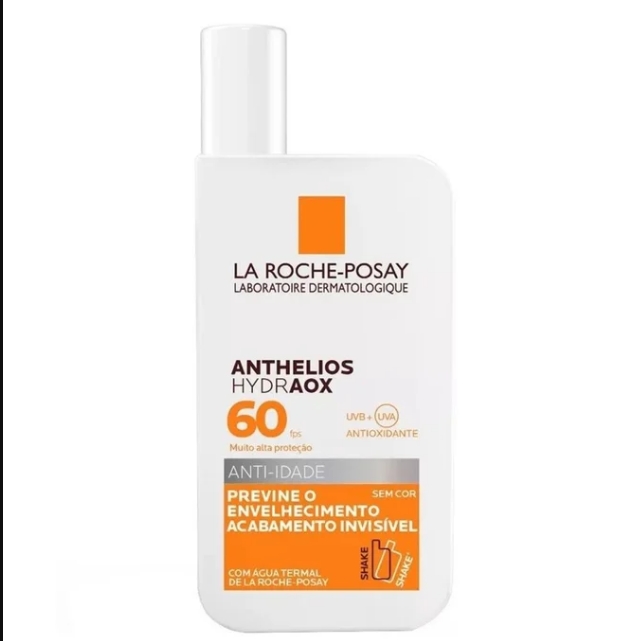 LA ROCHE-POSAY
LABORATOIRE DERMATOLOGIQUE
ANTHELIOS
HYDRAOX
60 fps
UVB + UVA
ANTIOXIDANTE
Muito alta proteção
ANTI-IDADE
PREVINE O SEM COR
ENVELHECIMENTO
ACABAMENTO INVISÍVEL
SHAKE SHAKE
COM ÁGUA TERMAL
DE LA ROCHE-POSAY